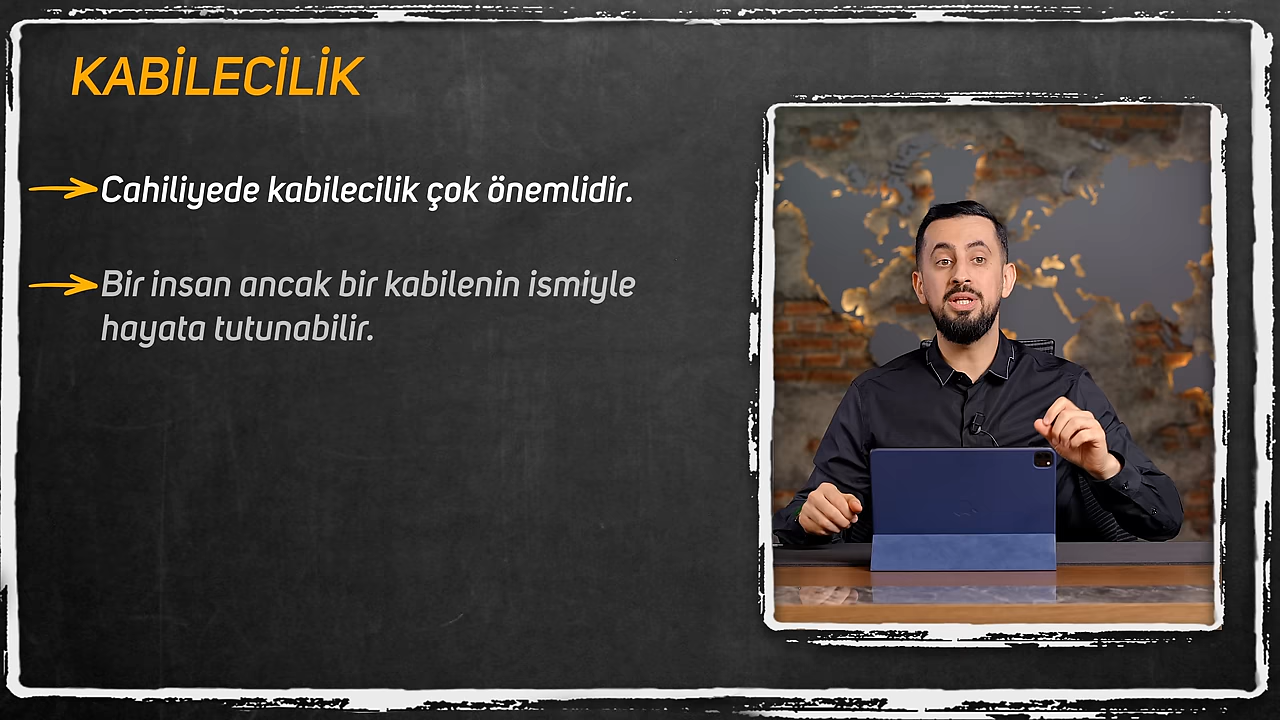 KABİLECİLİK
Cahiliyede kabilecilik çok önemlidir.
Bir insan ancak bir kabilenin ismiyle
hayata tutunabilir.